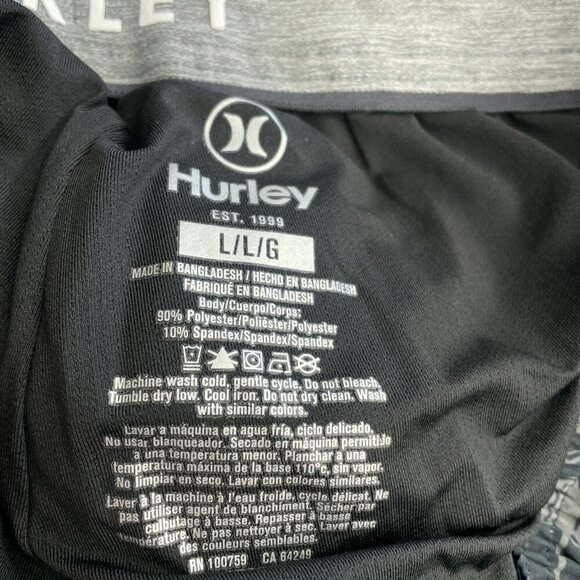 RLEY
Hurley
EST. 1999
L/L/G
MADE IN BANGLADESH / HECHO EN BANGLADESH
FABRIQUÉ EN BANGLADESH
Body/Cuerpo/Corps:
90% Polyester/Poliéster/Polyester
10% Spandex/Spandex/Spandex
Machine wash cold, gentle cycle. Do not bleach.
Tumble dry low. Cool iron. Do not dry clean. Wash
with similar colors.
Lavar a máquina en agua fría, ciclo delicado.
No usar blanqueador. Secado en máquina permitido
a una temperatura menor. Planchar a una
temperatura máxima de la base 110°c, sin vapor.
No limpiar en seco. Lavar con colores similares.
Laver à la machine à l'eau froide, cycle délicat. Ne
pas utiliser agent de blanchiment. Sécher par
culbutage à basse. Repasser à basse
température. Ne pas nettoyer à sec. Laver avec
des couleurs semblables.
RN 100759 CA 64249